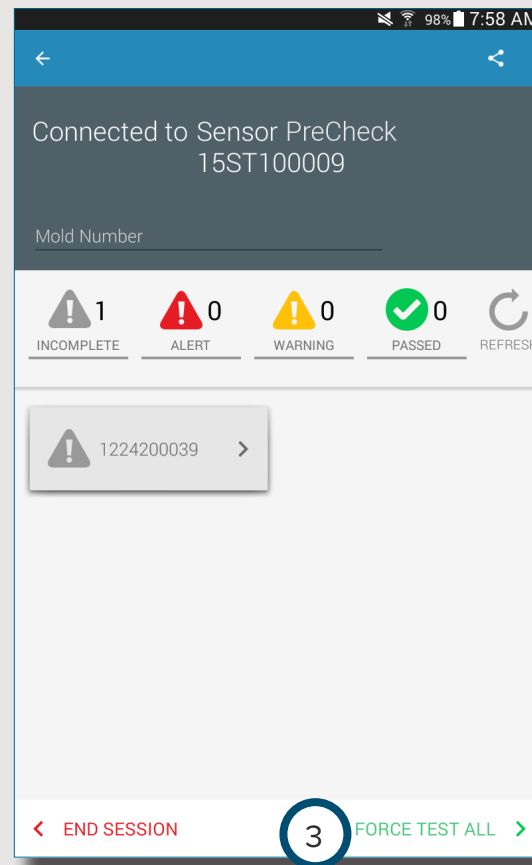 98% 7:58 AM
Connected to Sensor PreCheck
15ST100009
Mold Number
1 0 0 0
INCOMPLETE ALERT WARNING PASSED REFRESH
1224200039
END SESSION 3 FORCE TEST ALL